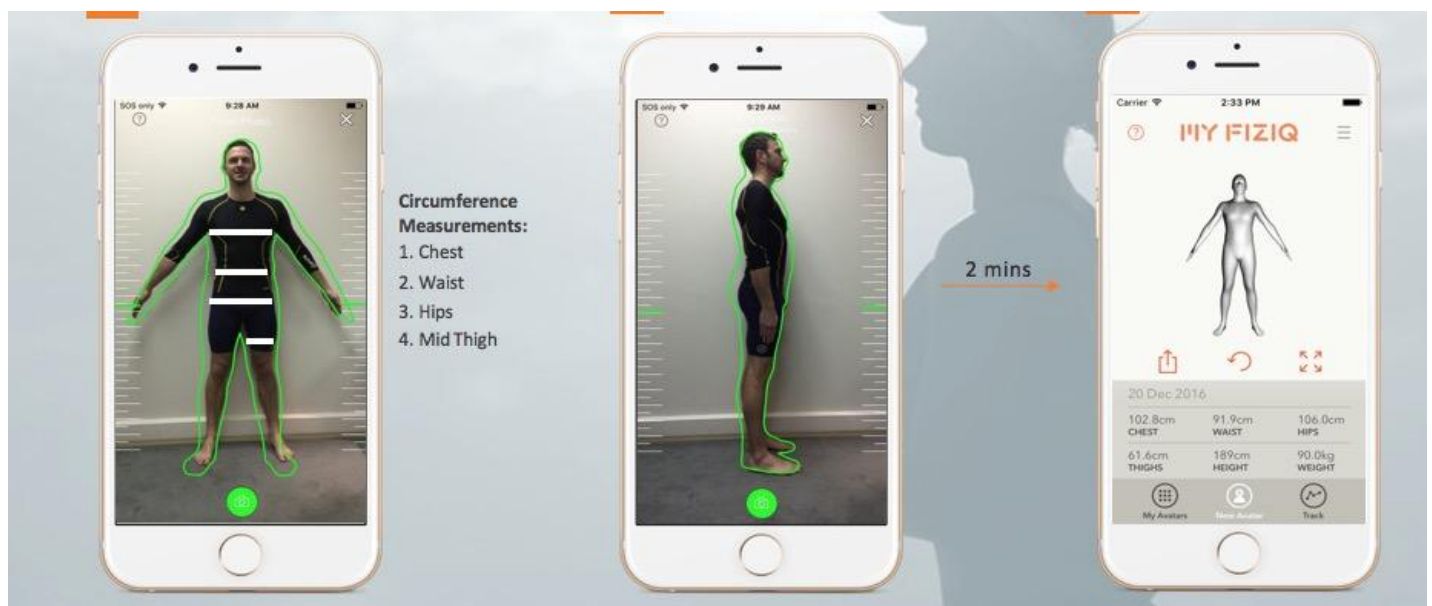 SOS only 9:28 AM
Circumference
Measurements:
1. Chest
2. Waist
3. Hips
4. Mid Thigh
SOS only 9:29 AM
2 mins
Carrier 2:33 PM
MY FIZIQ
20 Dec 2016
102.8cm 91.9cm 106.0cm
CHEST WAIST HIPS
61.6cm 189cm 90.0kg
THIGHS HEIGHT WEIGHT
My Avatars New Avatar Track